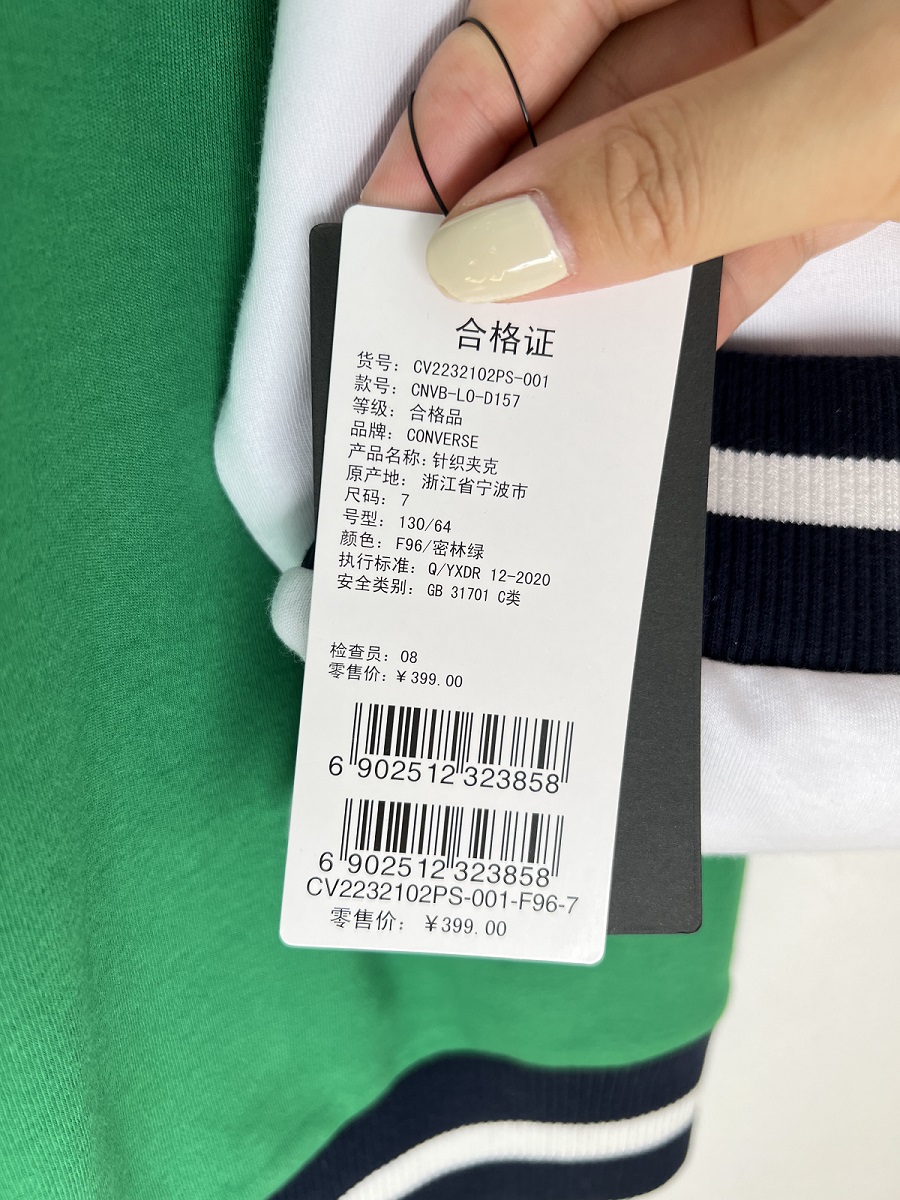 合格证
货号: CV2232102PS-001
款号: CNVB-LO-D157
等级: 合格品
品牌: CONVERSE
产品名称: 针织夹克
原产地: 浙江省宁波市
尺码: 7
号型: 130/64
颜色: F96/密林绿
执行标准: Q/YXDR 12-2020
安全类别: GB 31701 C类
检查员: 08
零售价: ¥399.00
6 902512 323858
6 902512 323858
CV2232102PS-001-F96-7
零售价: ¥399.00